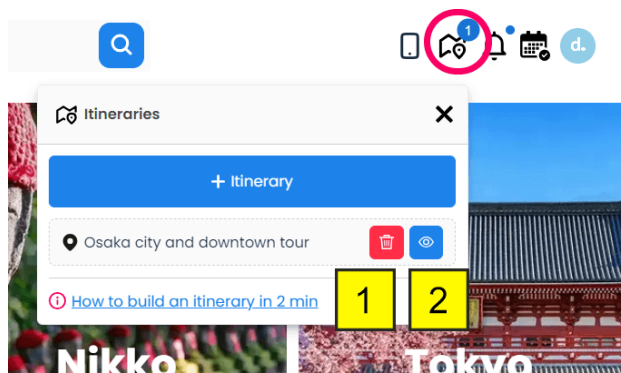 1
d.
Itineraries
+ Itinerary
Osaka city and downtown tour
How to build an itinerary in 2 min
1
2
Nikko
Tokyo